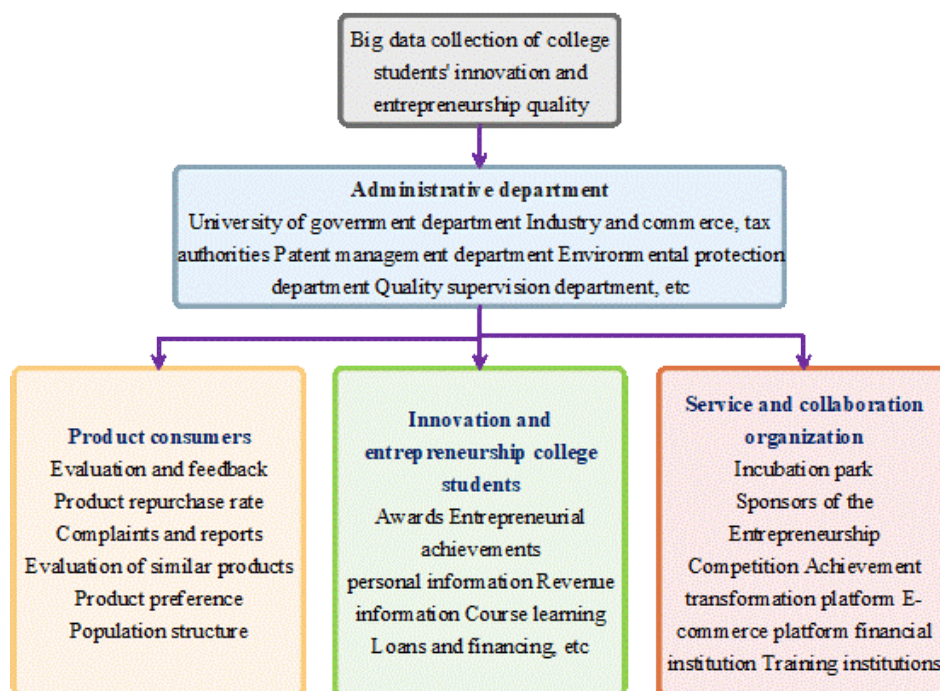 Big data collection of college
students' innovation and
entrepreneurship quality
Administrative department
University of government department Industry and commerce, tax
authorities Patent management department Environmental protection
department Quality supervision department, etc
Product consumers
Evaluation and feedback
Product repurchase rate
Complaints and reports
Evaluation of similar products
Product preference
Population structure
Innovation and
entrepreneurship college
students
Awards Entrepreneurial
achievements
personal information Revenue
information Course learning
Loans and financing, etc
Service and collaboration
organization
Incubation park
Sponsors of the
Entrepreneurship
Competition Achievement
transformation platform E-
commerce platform financial
institution Training institutions